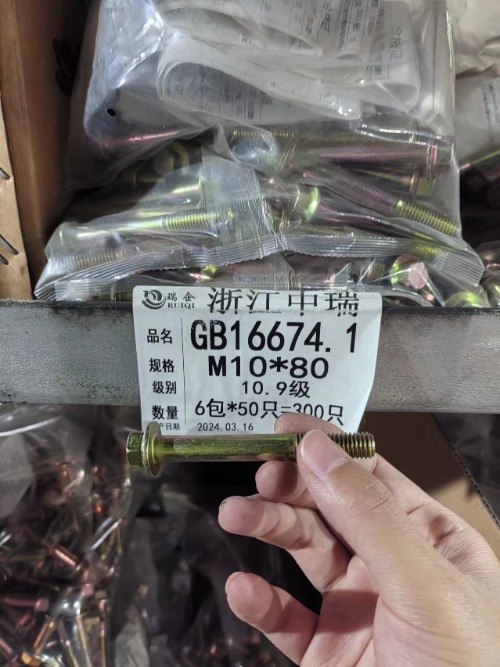 瑞企
RUIQI
浙江中瑞
品名 GB16674.1
规格 M10*80
级别 10.9级
数量 6包*50只=300只
产日期 2024.03.16